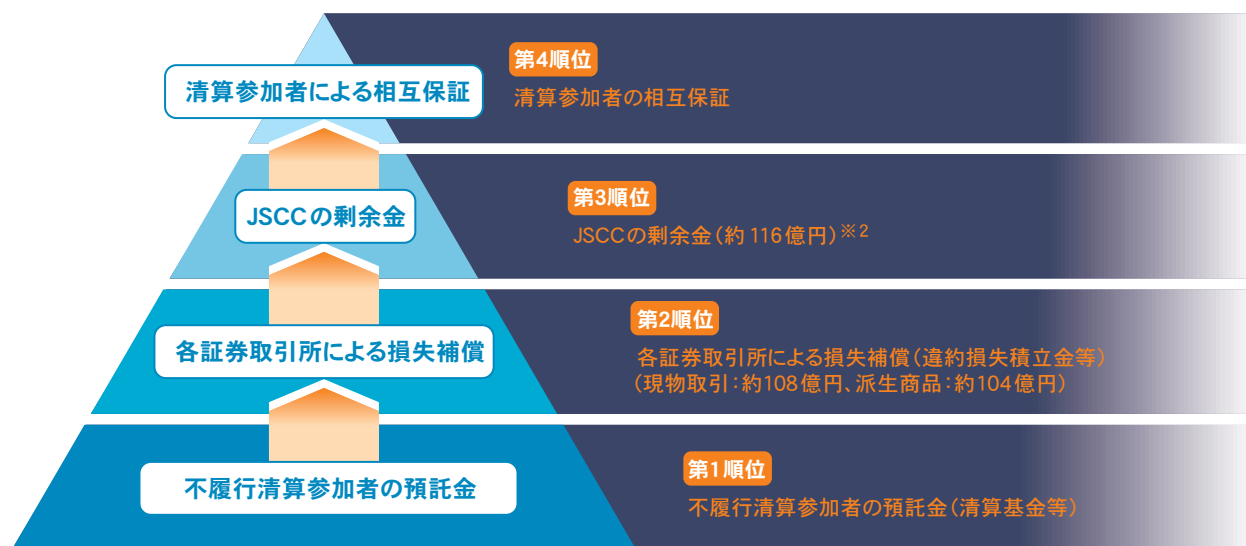 清算参加者による相互保証
第4順位
清算参加者の相互保証
JSCCの剰余金
第3順位
JSCCの剰余金(約116億円)※2
各証券取引所による損失補償
第2順位
各証券取引所による損失補償(違約損失積立金等)
(現物取引:約108億円、派生商品:約104億円)
不履行清算参加者の預託金
第1順位
不履行清算参加者の預託金(清算基金等)